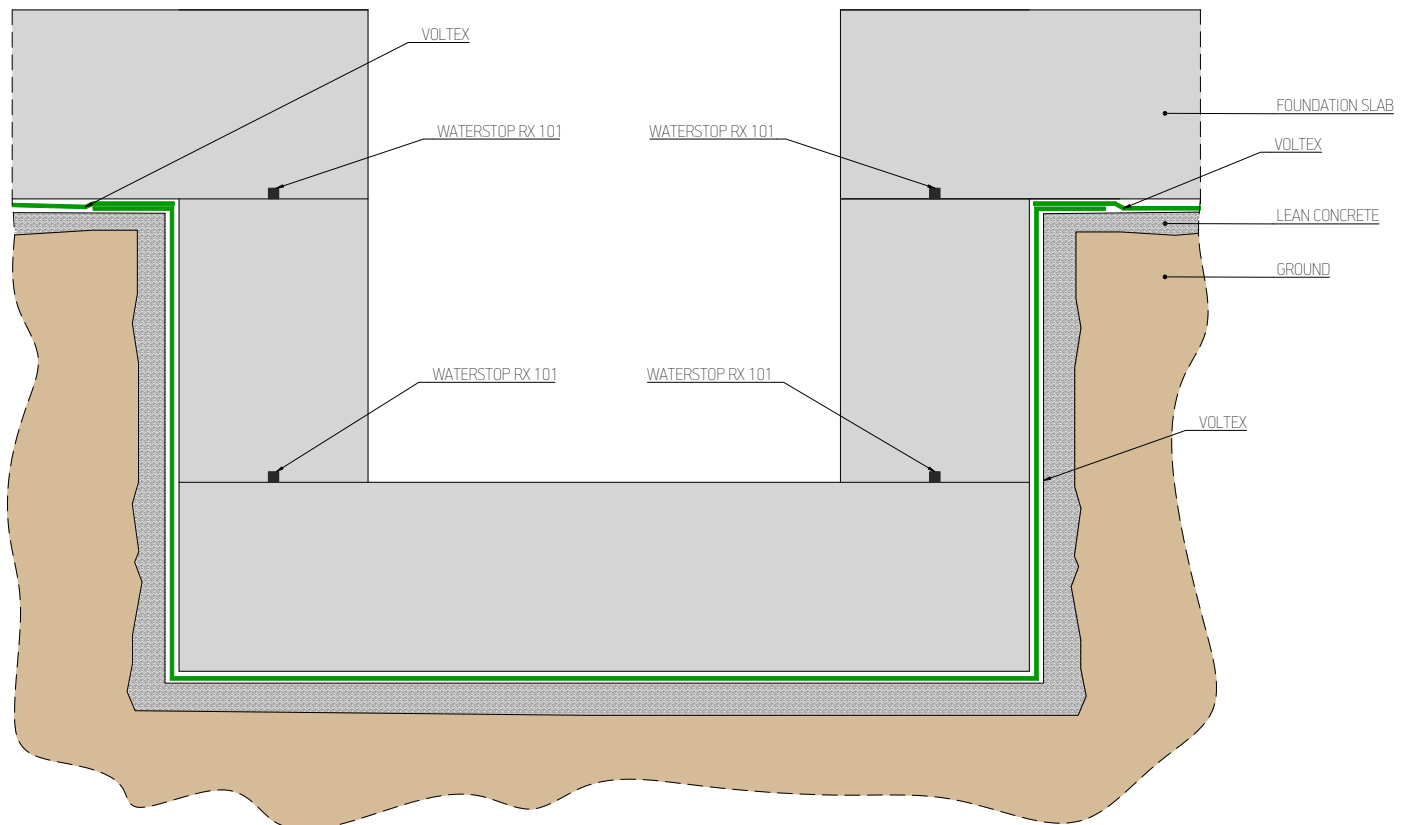 VOLTEX
FOUNDATION SLAB
WATERSTOP RX 101
WATERSTOP RX 101
VOLTEX
LEAN CONCRETE
GROUND
WATERSTOP RX 101
WATERSTOP RX 101
VOLTEX